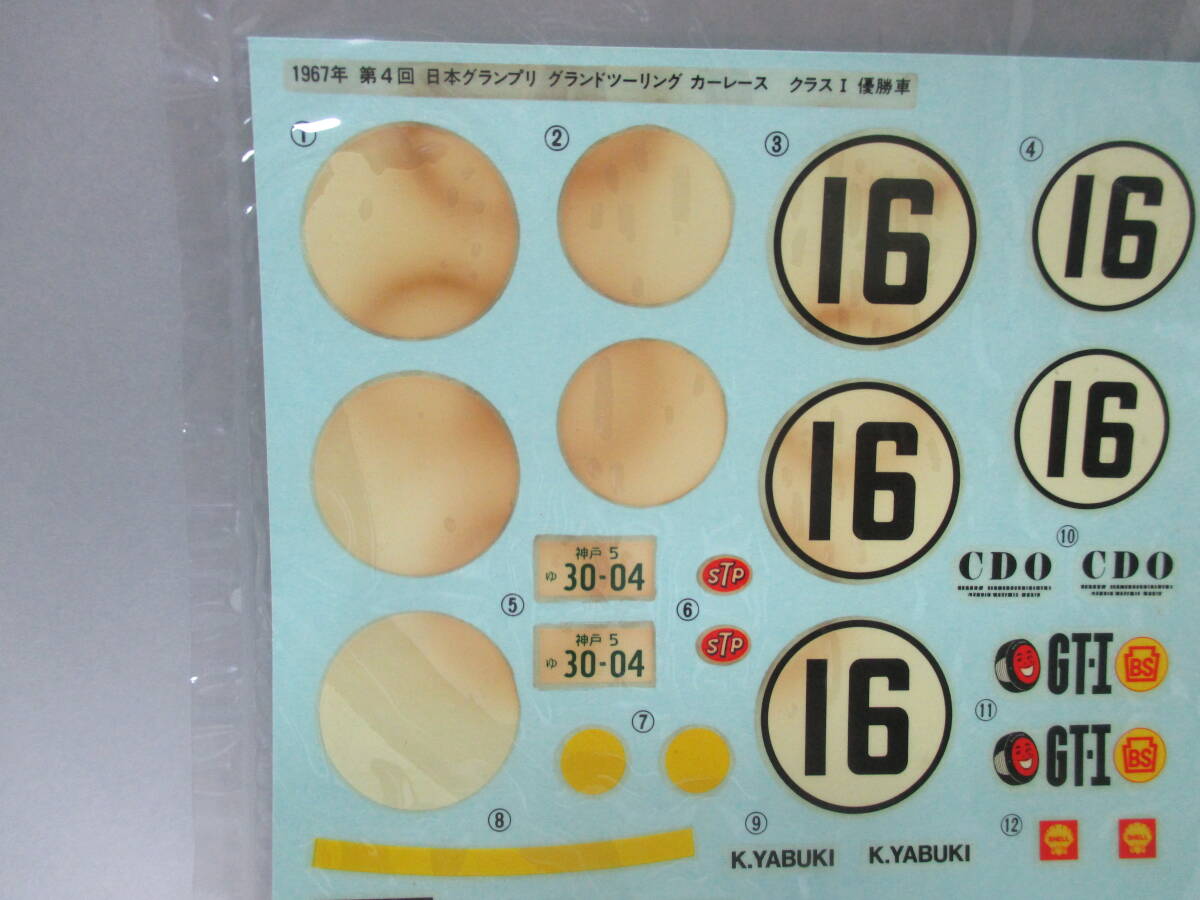 1967年 第4回 日本グランプリ グランドツーリング カーレース クラスI 優勝車
①
②
③
④
16
16
16
16
⑩
CDO
CDO
神戸 5
ゆ 30-04
STP
⑤
⑥
神戸 5
ゆ 30-04
STP
16
GT-I
BS
⑪
GT-I
BS
⑦
⑧
⑨
⑫
K.YABUKI
K.YABUKI
SHELL
SHELL